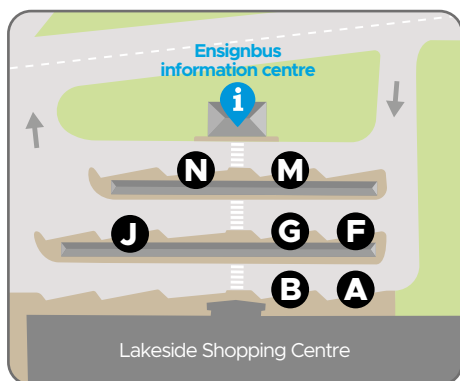 Ensignbus
information centre
i
N M
J G F
B A
Lakeside Shopping Centre